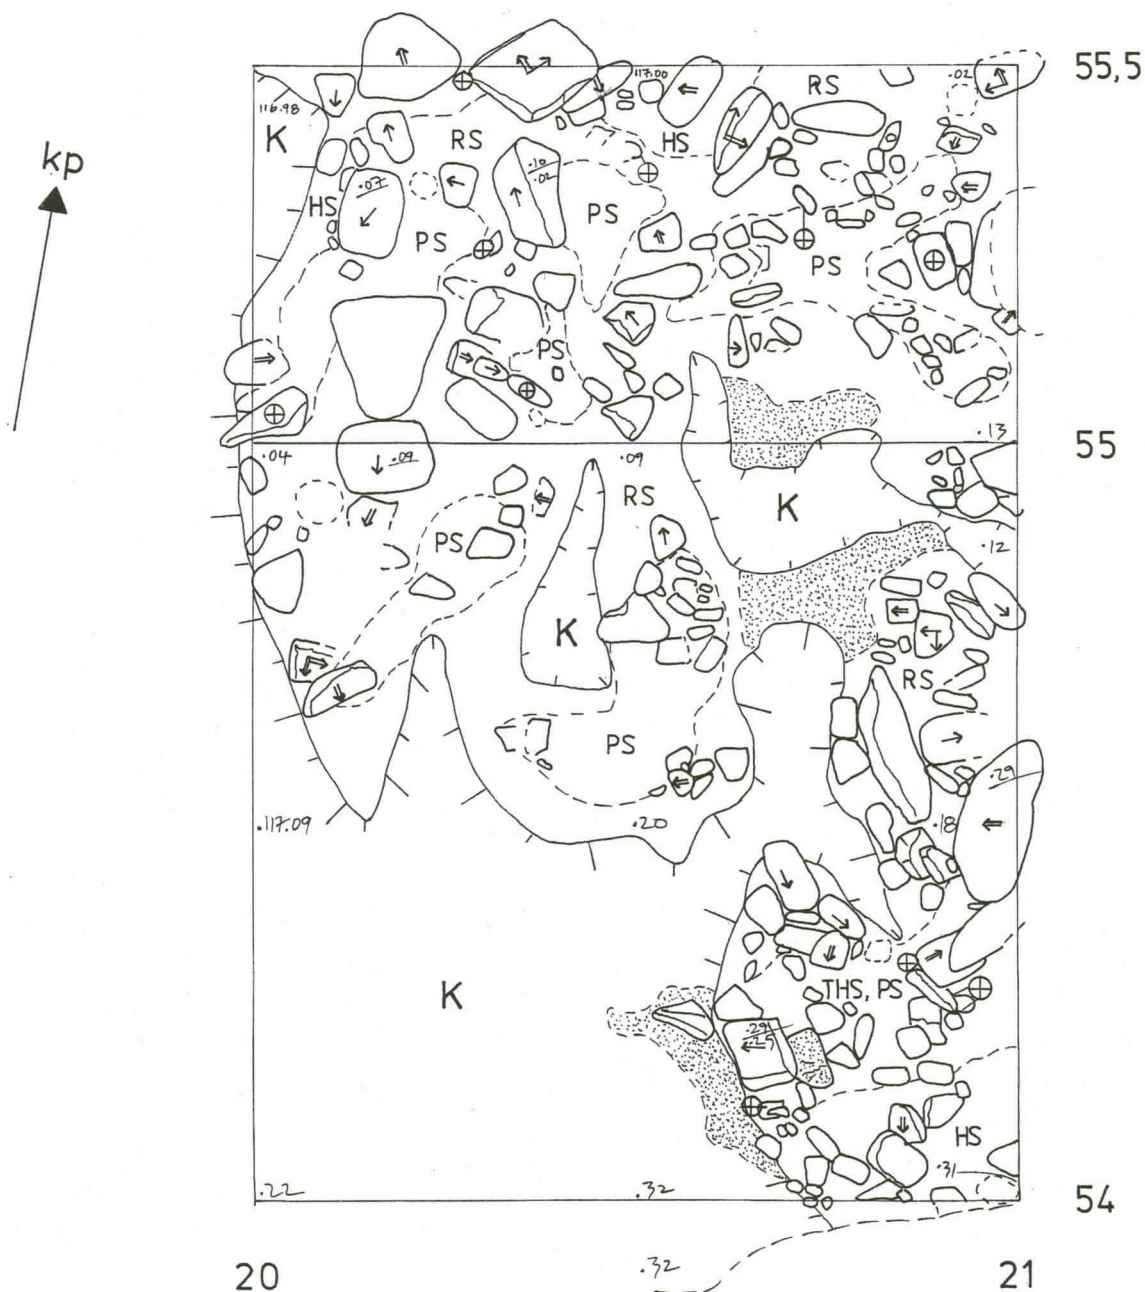 55,5
117.00
RS
.02
116.98
K
kp
RS
HS
.10
.02
.07
HS
PS
PS
PS
PS
.13
55
.04
.09
.09
RS
K
PS
.12
K
RS
PS
.29
.117.09
.20
.18
K
THS, PS
.29
HS
.31
.22
.32
54
.32
20
21